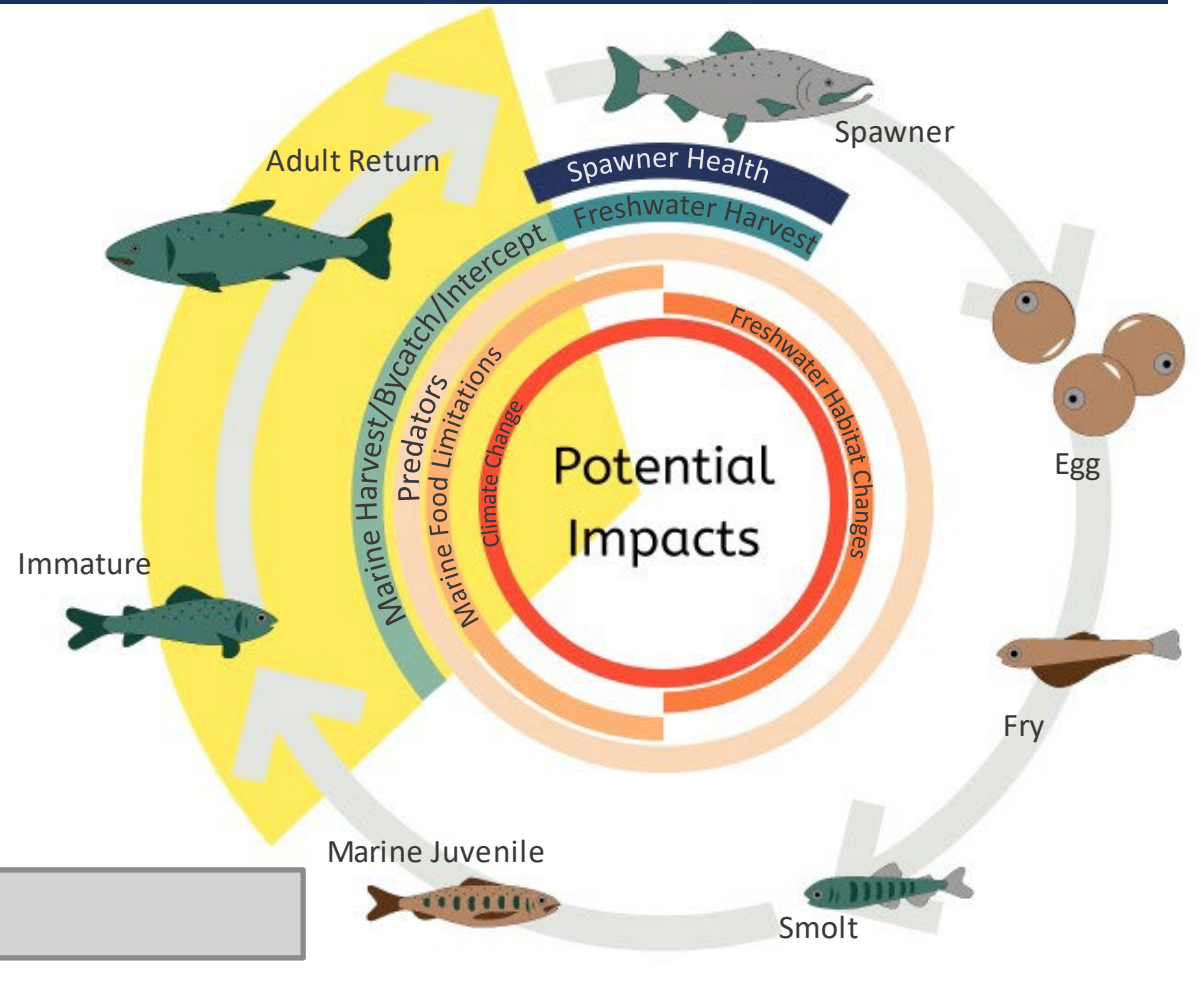 Spawner
Adult Return
Spawner Health
Freshwater Harvest
Marine Harvest/Bycatch/Intercept
Predators
Marine Food Limitations
Climate Change
Freshwater Habitat Changes
Potential
Impacts
Egg
Immature
Fry
Marine Juvenile
Smolt